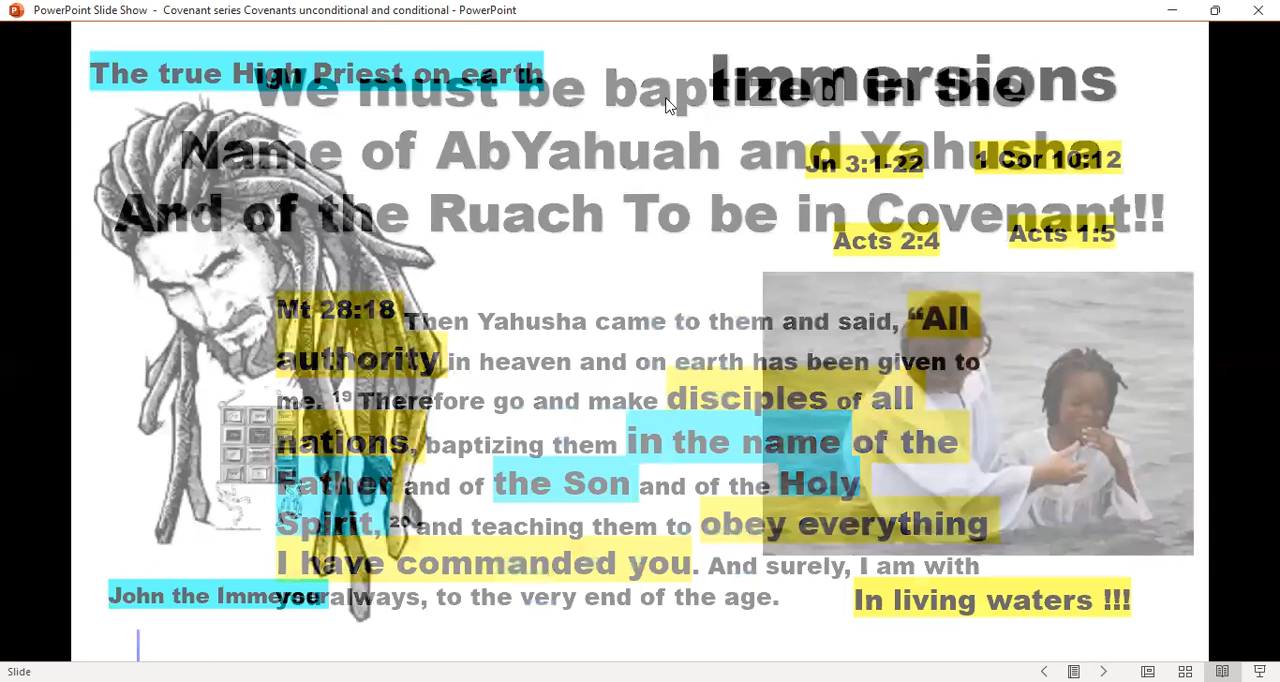 PowerPoint Slide Show - Covenant series Covenants unconditional and conditional - PowerPoint
The true High Priest on earth
Immersions
We must be baptized in the
Name of AbYahuah and Yahusha
And of the Ruach To be in Covenant!!
Jn 3:1-22
1 Cor 10:12
Acts 2:4
Acts 1:5
Mt 28:18 Then Yahusha came to them and said, “All
authority in heaven and on earth has been given to
me. 19 Therefore go and make disciples of all
nations, baptizing them in the name of the
Father and of the Son and of the Holy
Spirit, 20 and teaching them to obey everything
I have commanded you. And surely, I am with
you always, to the very end of the age.
John the Immerser
In living waters !!!
Slide